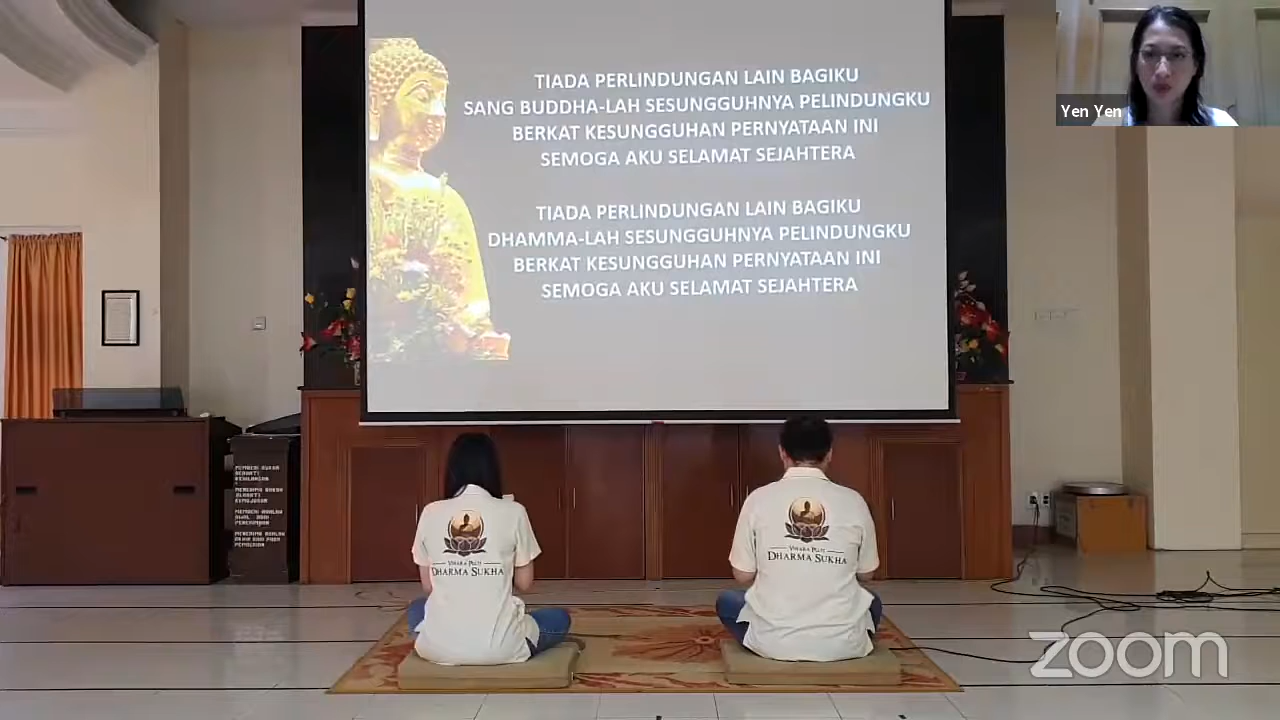 TIADA PERLINDUNGAN LAIN BAGIKU
SANG BUDDHA-LAH SESUNGGUHNYA PELINDUNGKU
BERKAT KESUNGGUHAN PERNYATAAN INI
SEMOGA AKU SELAMAT SEJAHTERA
TIADA PERLINDUNGAN LAIN BAGIKU
DHAMMA-LAH SESUNGGUHNYA PELINDUNGKU
BERKAT KESUNGGUHAN PERNYATAAN INI
SEMOGA AKU SELAMAT SEJAHTERA
Yen Yen
DHARMA SUKHA
DHARMA SUKHA
zoom